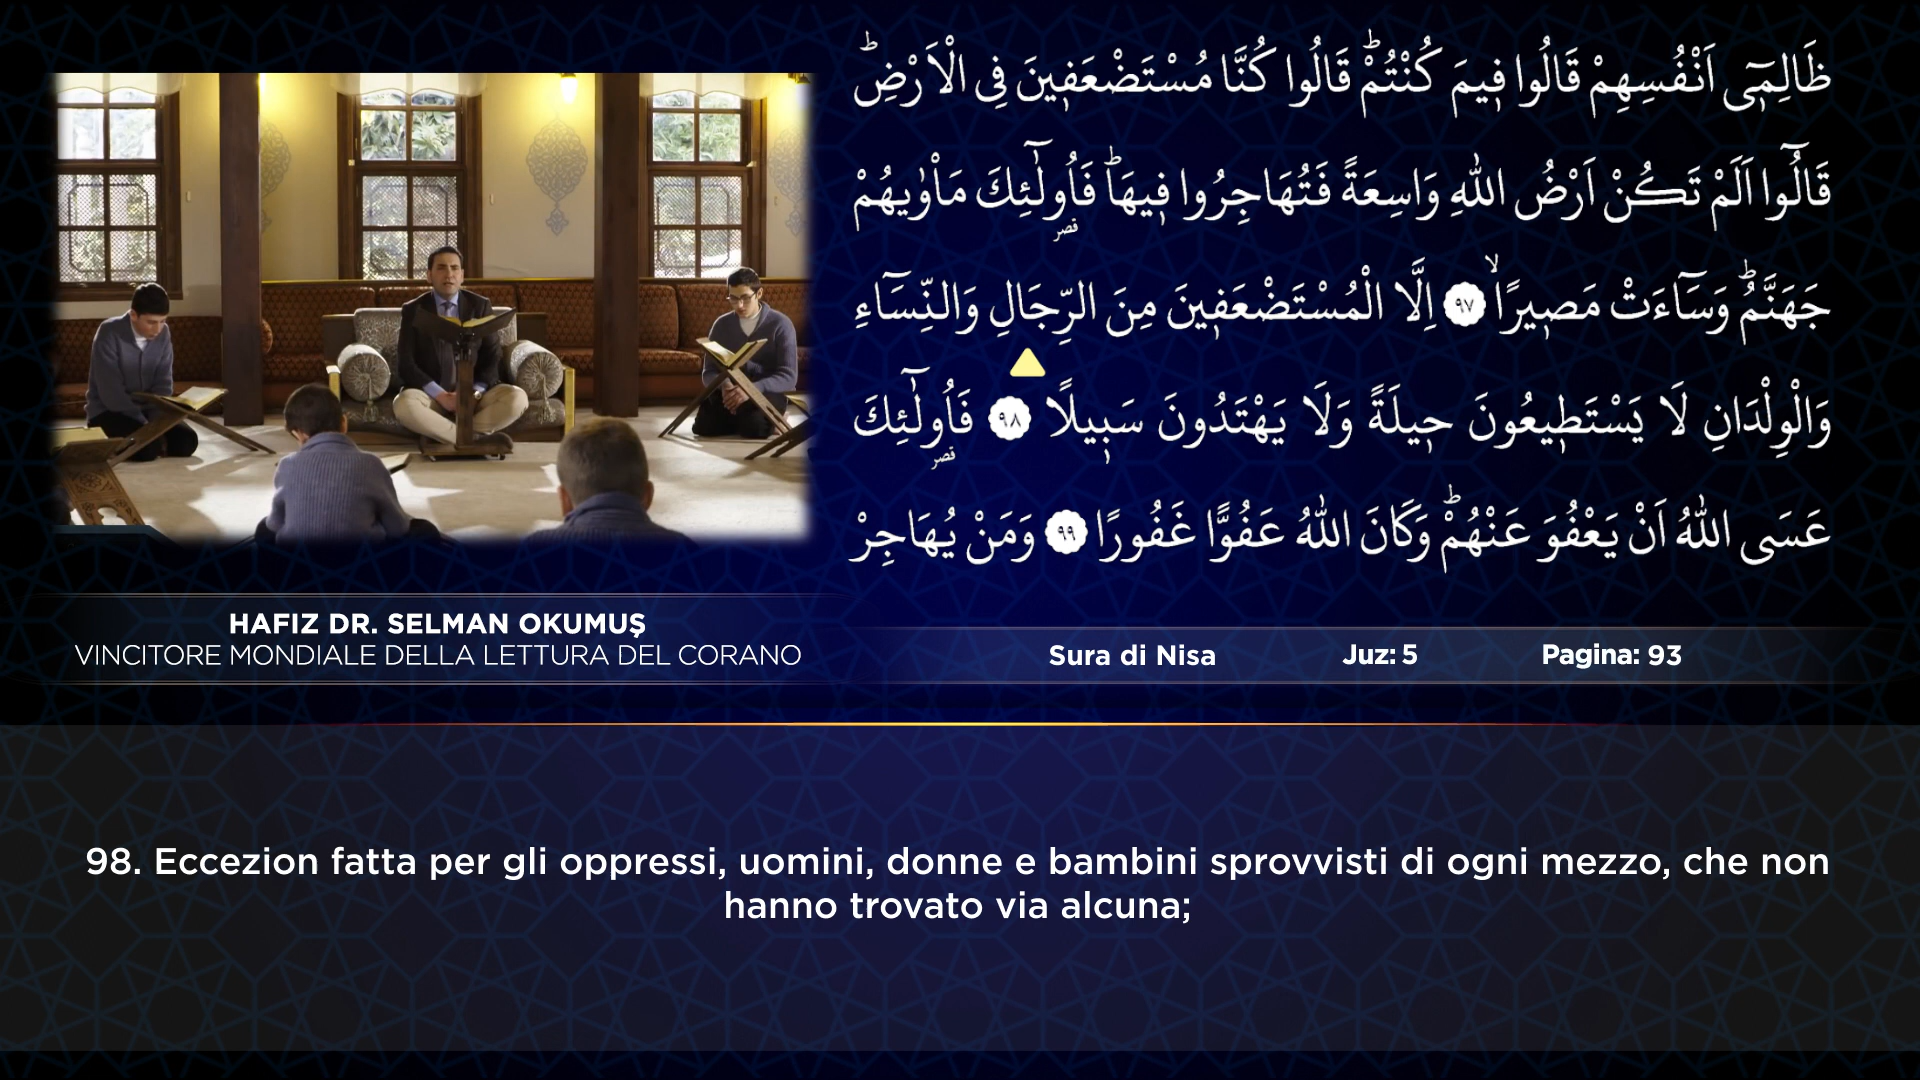 ظَالِمٖٓى اَنْفُسِهِمْ قَالُوا فٖيمَ كُنْتُمْؕ قَالُوا كُنَّا مُسْتَضْعَفٖينَ فِى الْاَرْضِؕ
قَالُٓوا اَلَمْ تَكُنْ اَرْضُ اللّٰهِ وَاسِعَةً فَتُهَاجِرُوا فٖيهَاؕ فَاُو۬لٰٓئِكَ مَاْوٰيهُمْ
قصر
جَهَنَّمُؕ وَسَٓاءَتْ مَصٖيرًاۙ ﴿٩٧﴾ اِلَّا الْمُسْتَضْعَفٖينَ مِنَ الرِّجَالِ وَالنِّسَٓاءِ
وَالْوِلْدَانِ لَا يَسْتَطٖيعُونَ حٖيلَةً وَلَا يَهْتَدُونَ سَبٖيلًا ﴿٩٨﴾ فَاُو۬لٰٓئِكَ
قصر
عَسَى اللّٰهُ اَنْ يَعْفُوَ عَنْهُمْؕ وَكَانَ اللّٰهُ عَفُوًّا غَفُورًا ﴿٩٩﴾ وَمَنْ يُهَاجِرْ
HAFIZ DR. SELMAN OKUMUŞ
VINCITORE MONDIALE DELLA LETTURA DEL CORANO
Sura di Nisa Juz: 5 Pagina: 93
98. Eccezion fatta per gli oppressi, uomini, donne e bambini sprovvisti di ogni mezzo, che non
hanno trovato via alcuna;